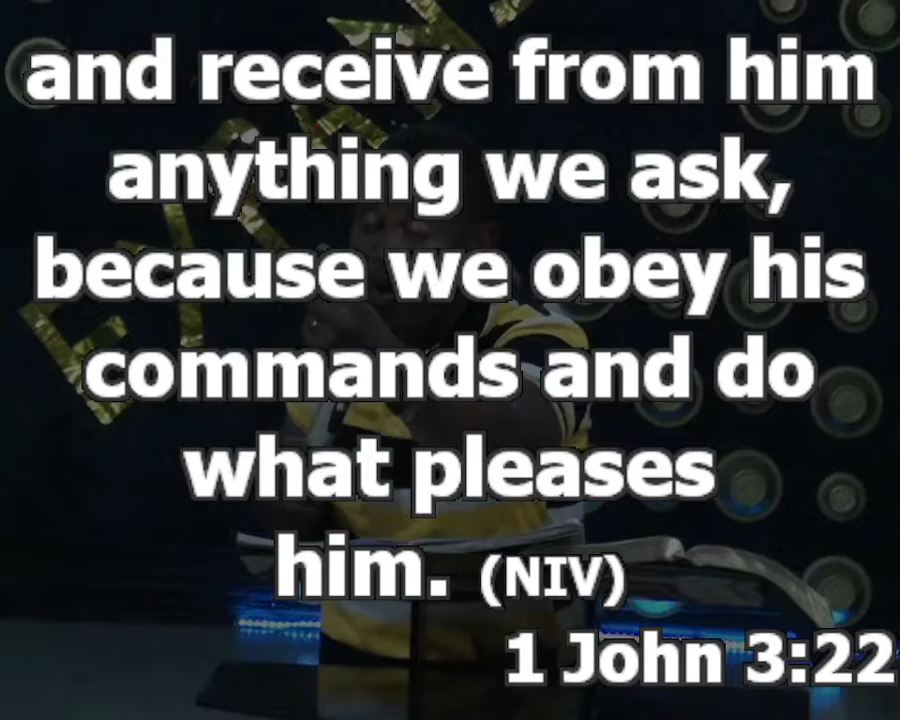 and receive from him
anything we ask,
because we obey his
commands and do
what pleases
him. (NIV)
1 John 3:22